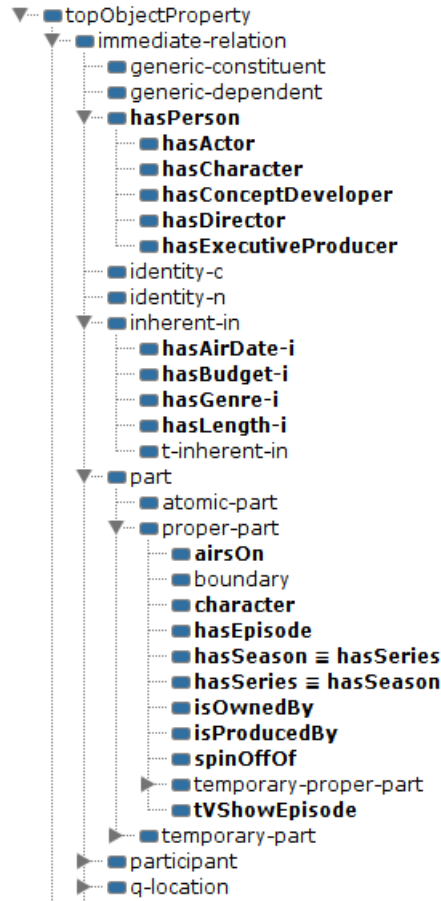 topObjectProperty
immediate-relation
generic-constituent
generic-dependent
hasPerson
hasActor
hasCharacter
hasConceptDeveloper
hasDirector
hasExecutiveProducer
identity-c
identity-n
inherent-in
hasAirDate-i
hasBudget-i
hasGenre-i
hasLength-i
t-inherent-in
part
atomic-part
proper-part
airsOn
boundary
character
hasEpisode
hasSeason ≡ hasSeries
hasSeries ≡ hasSeason
isOwnedBy
isProducedBy
spinOffOf
temporary-proper-part
tVShowEpisode
temporary-part
participant
q-location